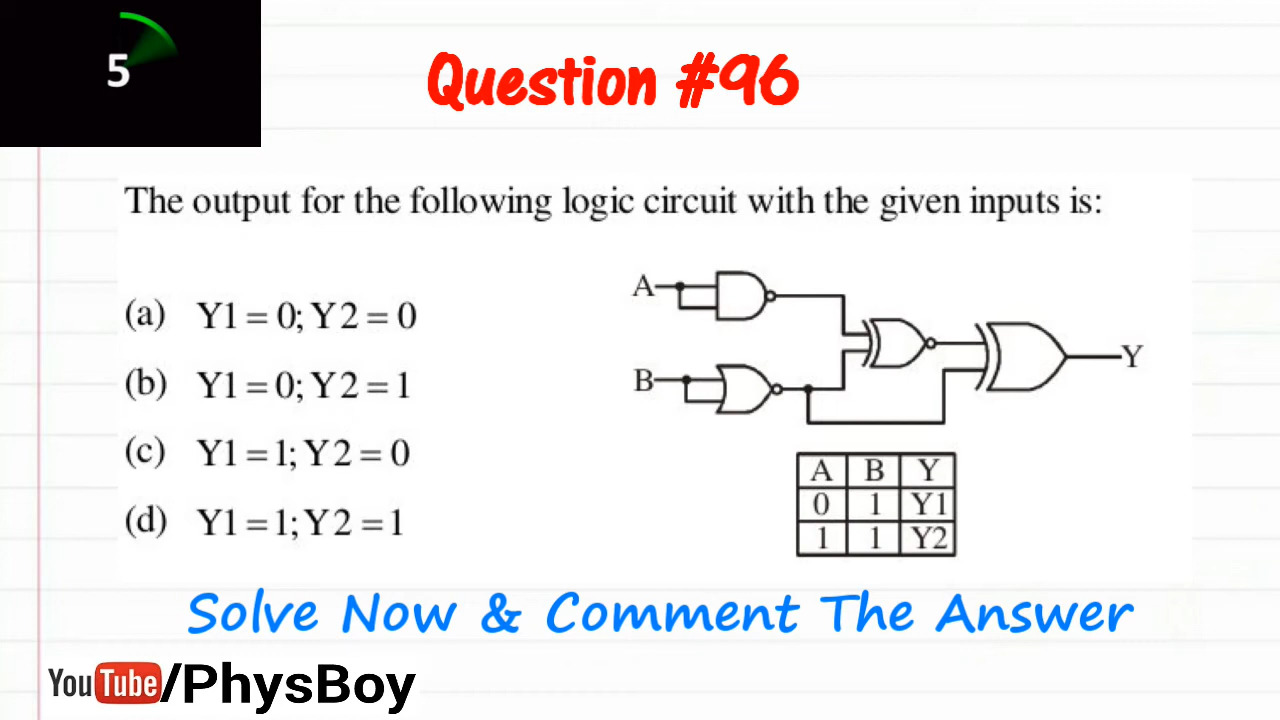 5
Question #96
The output for the following logic circuit with the given inputs is:
(a) Y1 = 0; Y2 = 0
(b) Y1 = 0; Y2 = 1
(c) Y1 = 1; Y2 = 0
(d) Y1 = 1; Y2 = 1
A
B
Y
A B Y
0 1 Y1
1 1 Y2
Solve Now & Comment The Answer
YouTube/PhysBoy